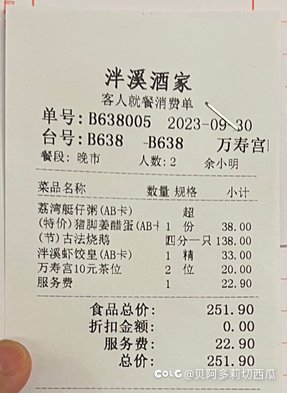 泮溪酒家
客人就餐消费单
单号: B638005 2023-09-30
台号: B638 -B638 万寿宫
餐段: 晚市 人数: 2 余小明
菜品名称 数量 规格 小计
荔湾艇仔粥(AB卡) 超
(特价)猪脚姜醋蛋(AB卡 1 份 38.00
(节)古法烧鹅 四分一只 138.00
泮溪虾饺皇(AB卡) 1 精 33.00
万寿宫10元茶位 2 位 20.00
服务费 1 22.90
食品总价: 251.90
折扣金额: 0.00
服务费: 22.90
总价: 251.90
@贝阿多莉切西瓜